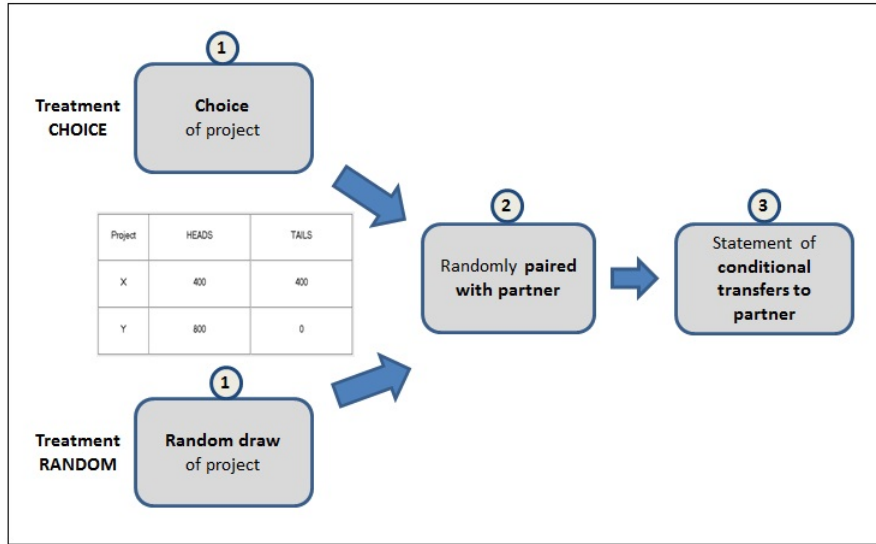 1
Treatment
CHOICE
Choice
of project
Project HEADS TAILS
X 400 400
Y 800 0
2
Randomly paired
with partner
3
Statement of
conditional
transfers to
partner
1
Treatment
RANDOM
Random draw
of project